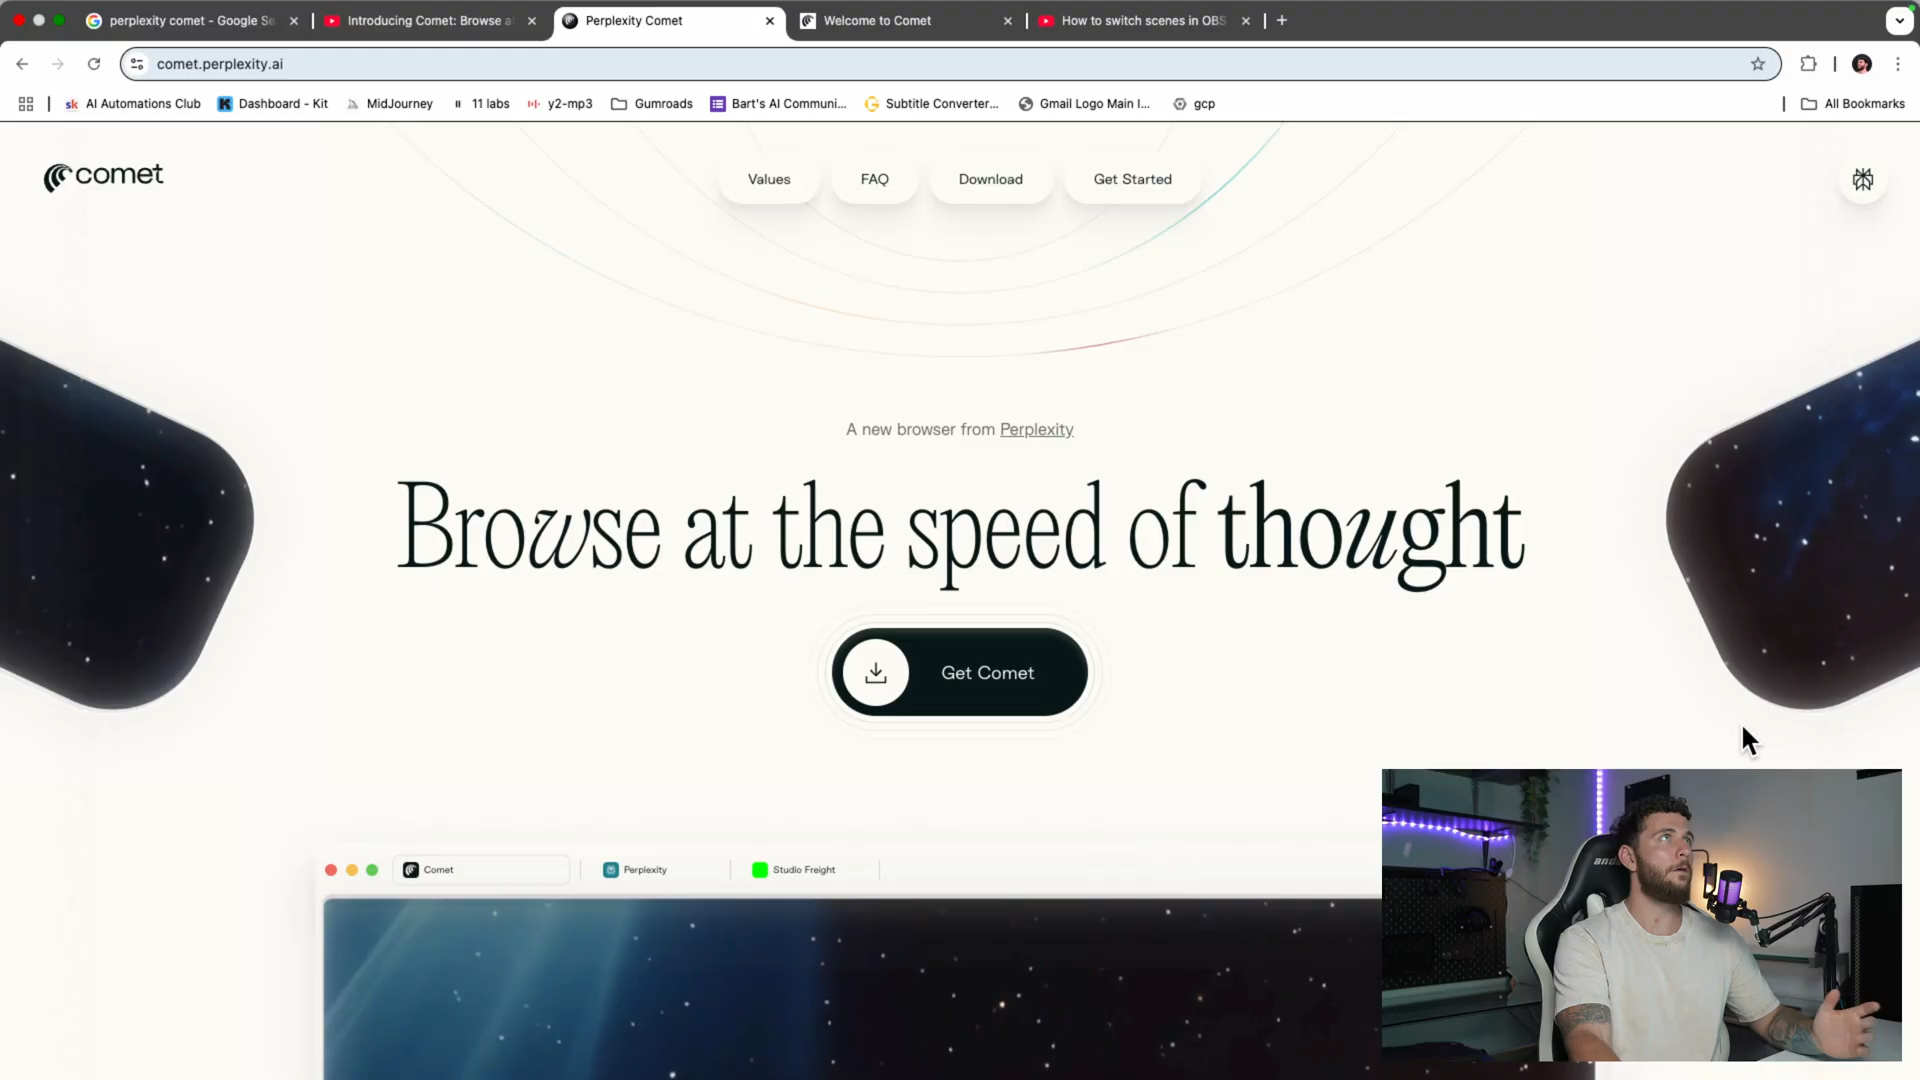 perplexity comet - Google Se
Introducing Comet: Browse a
Perplexity Comet
Welcome to Comet
How to switch scenes in OBS
comet.perplexity.ai
sk AI Automations Club
Dashboard - Kit
MidJourney
11 labs
y2-mp3
Gumroads
Bart's AI Communi...
Subtitle Converter...
Gmail Logo Main I...
gcp
All Bookmarks
comet
Values
FAQ
Download
Get Started
A new browser from Perplexity
Browse at the speed of thought
Get Comet
Comet
Perplexity
Studio Freight